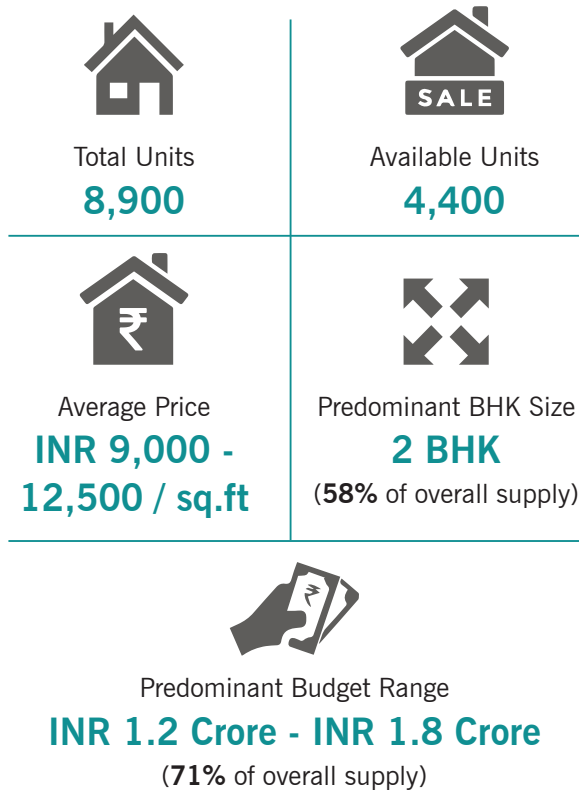 SALE
Total Units
8,900
Available Units
4,400
₹
Average Price
INR 9,000 -
12,500 / sq.ft
Predominant BHK Size
2 BHK
(58% of overall supply)
₹
Predominant Budget Range
INR 1.2 Crore - INR 1.8 Crore
(71% of overall supply)